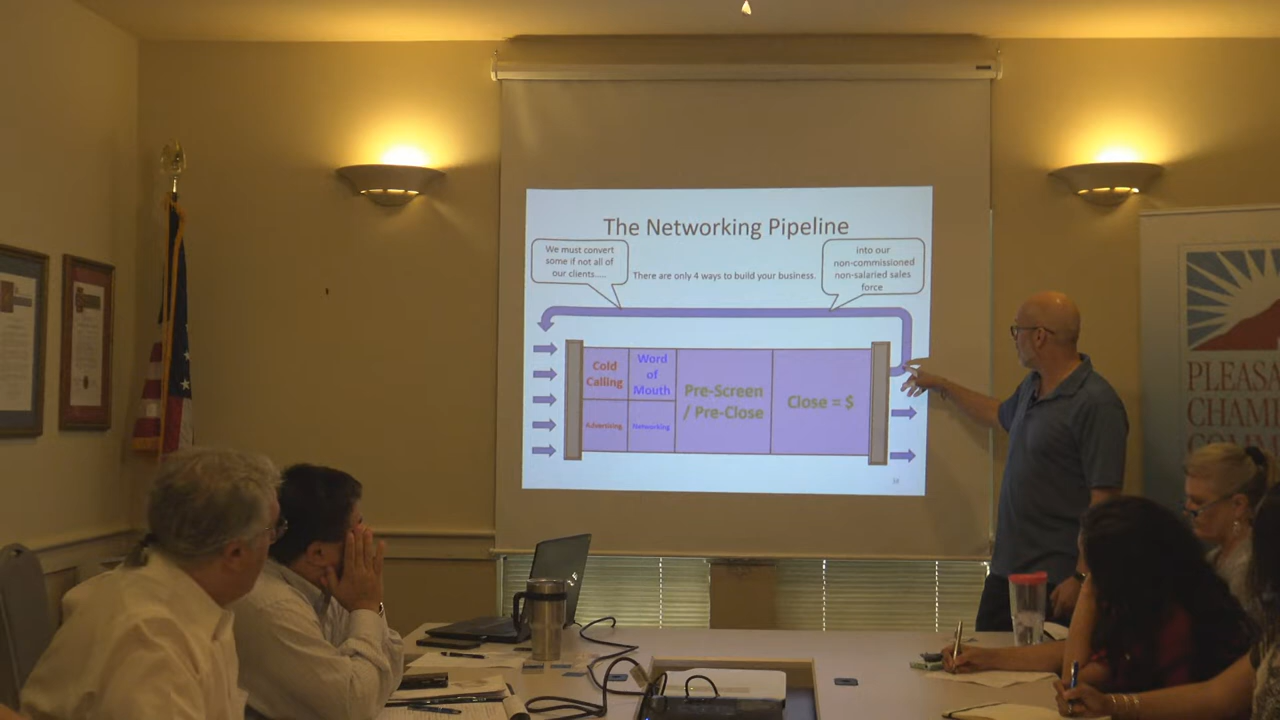 The Networking Pipeline
We must convert
some if not all of
our clients.....
There are only 4 ways to build your business.
into our
non-commissioned
non-salaried sales
force
Cold
Calling
Word
of
Mouth
Advertising
Networking
Pre-Screen
/ Pre-Close
Close = $
PLEASA
CHAM
COMM